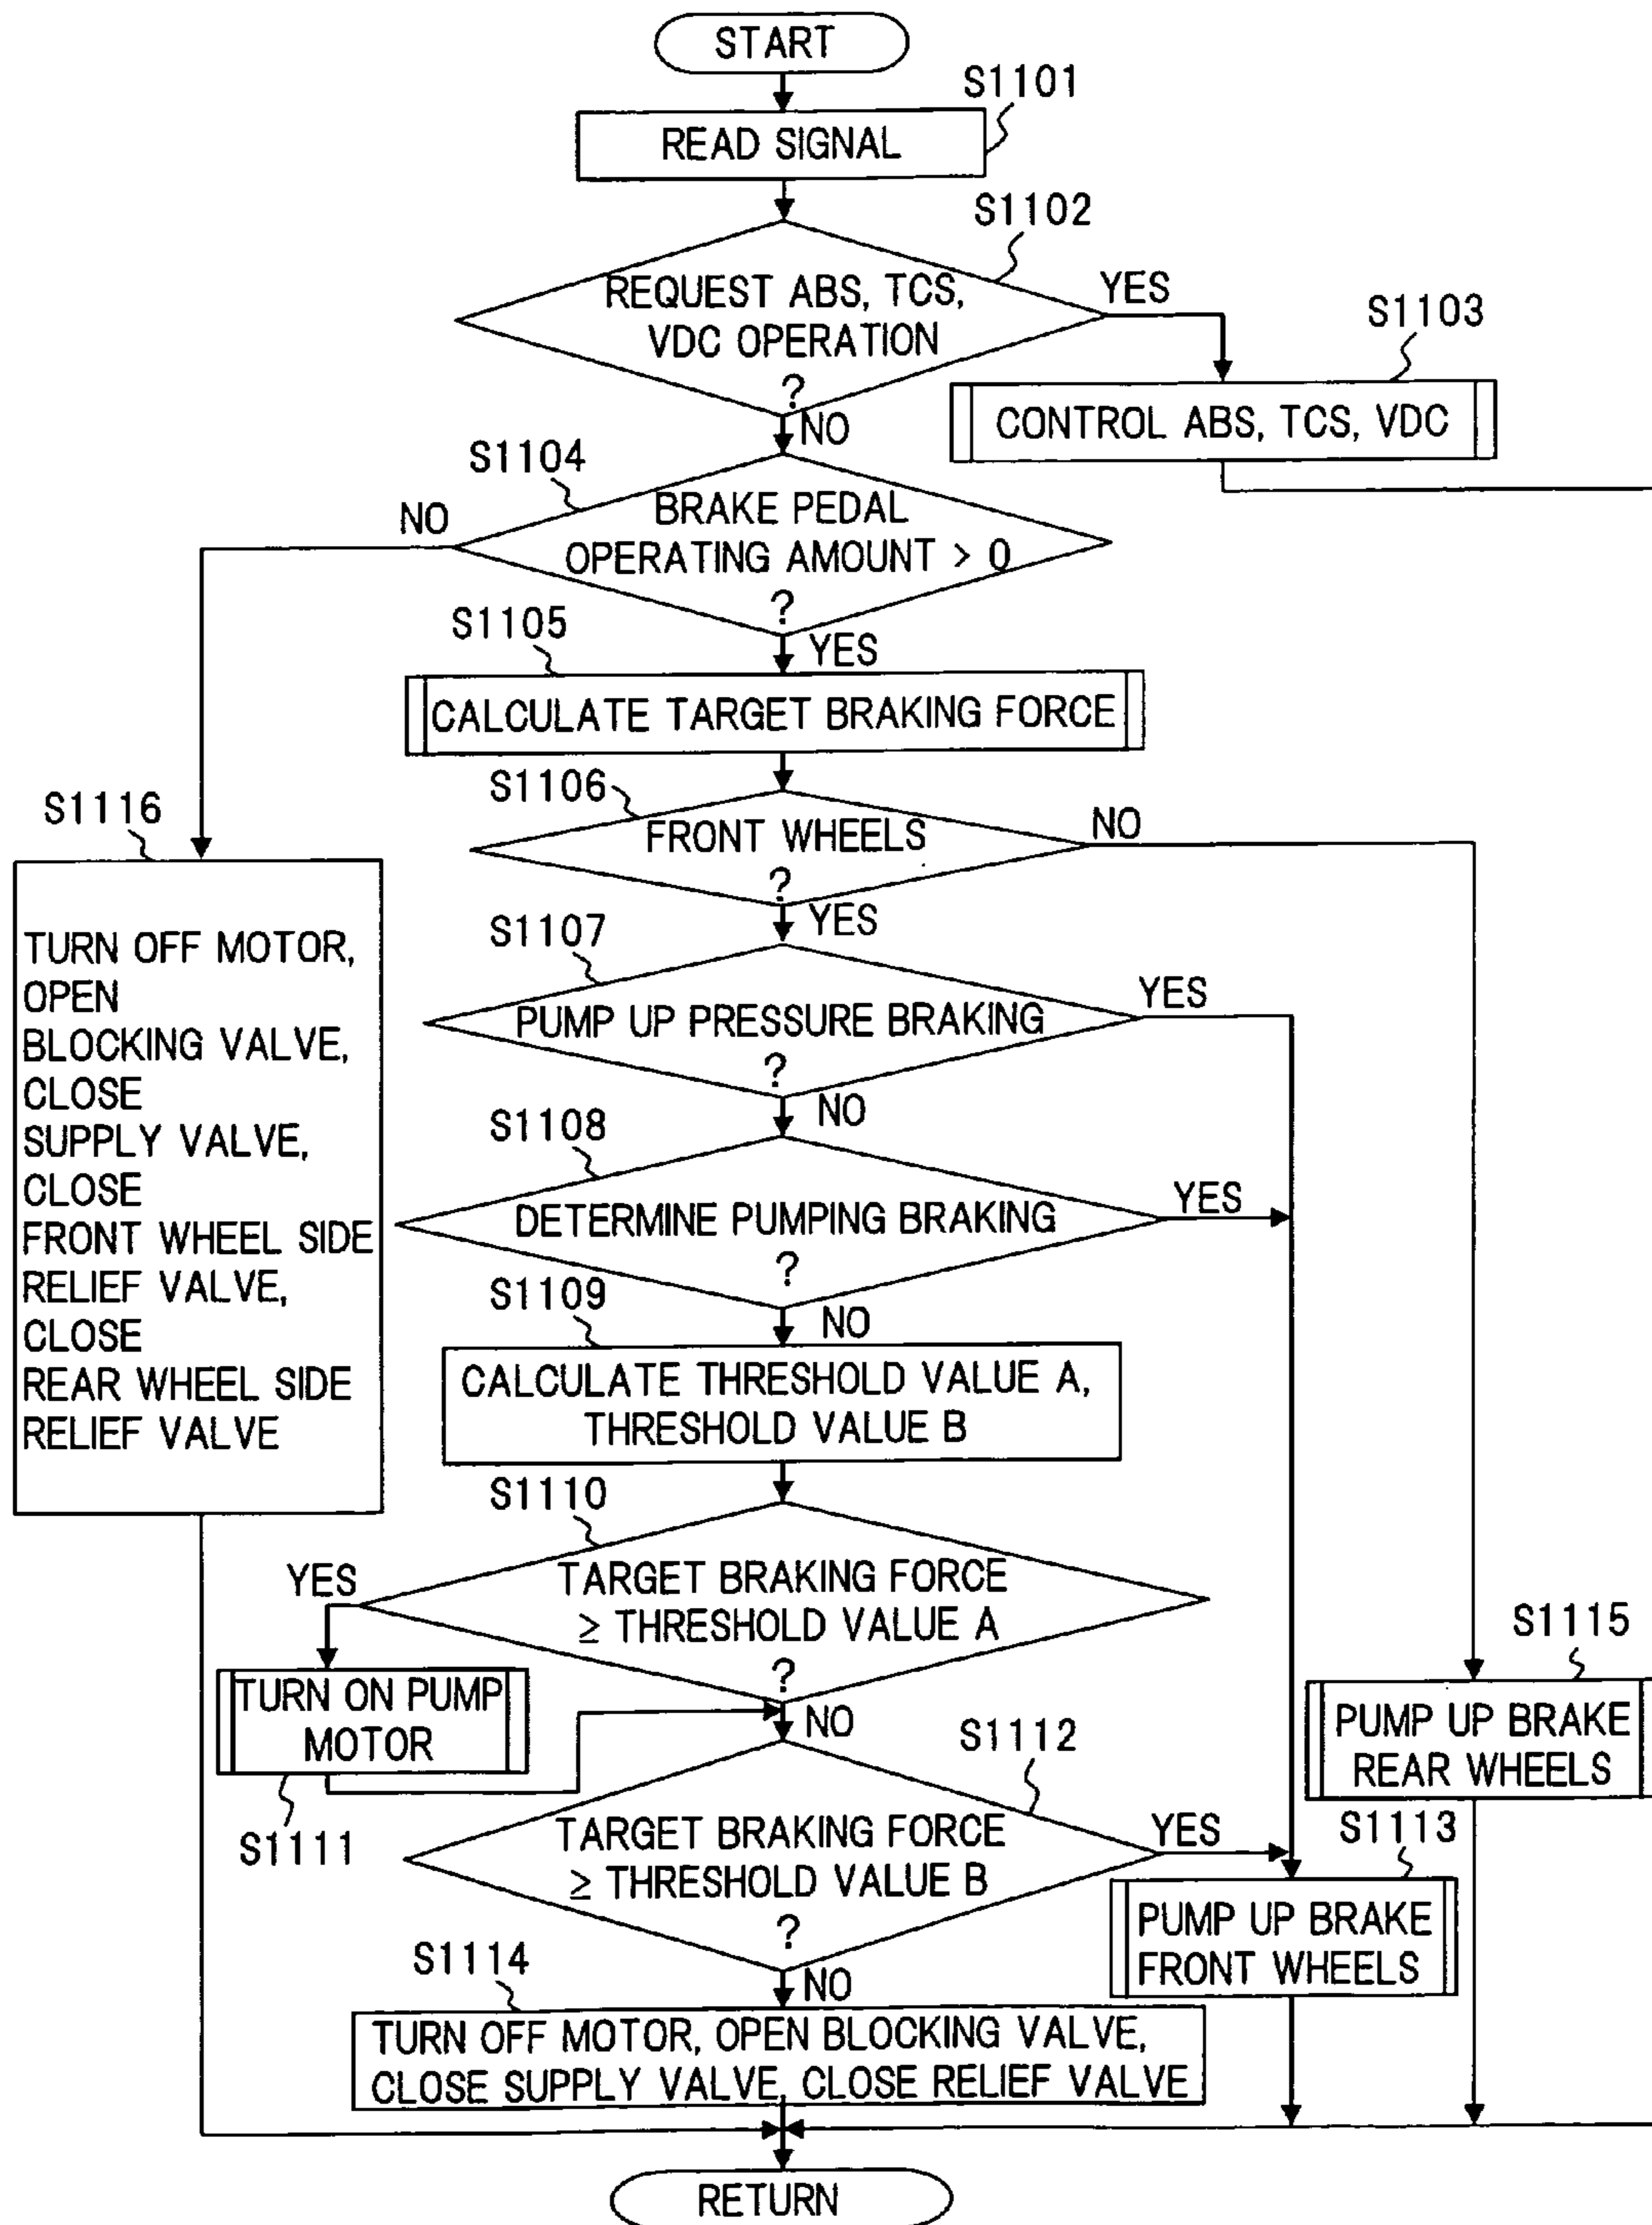 START
S1101
READ SIGNAL
S1102
REQUEST ABS, TCS,
VDC OPERATION
?
YES
S1103
CONTROL ABS, TCS, VDC
NO
S1104
NO
BRAKE PEDAL
OPERATING AMOUNT > 0
?
S1105
YES
CALCULATE TARGET BRAKING FORCE
S1106
FRONT WHEELS
?
NO
S1116
TURN OFF MOTOR,
OPEN
BLOCKING VALVE,
CLOSE
SUPPLY VALVE,
CLOSE
FRONT WHEEL SIDE
RELIEF VALVE,
CLOSE
REAR WHEEL SIDE
RELIEF VALVE
YES
S1107
PUMP UP PRESSURE BRAKING
?
YES
NO
S1108
DETERMINE PUMPING BRAKING
?
YES
S1109
NO
CALCULATE THRESHOLD VALUE A,
THRESHOLD VALUE B
S1110
YES
TARGET BRAKING FORCE
≥ THRESHOLD VALUE A
?
S1115
TURN ON PUMP
MOTOR
NO
PUMP UP BRAKE
REAR WHEELS
S1112
S1111
TARGET BRAKING FORCE
≥ THRESHOLD VALUE B
?
YES
S1113
PUMP UP BRAKE
FRONT WHEELS
S1114
NO
TURN OFF MOTOR, OPEN BLOCKING VALVE,
CLOSE SUPPLY VALVE, CLOSE RELIEF VALVE
RETURN